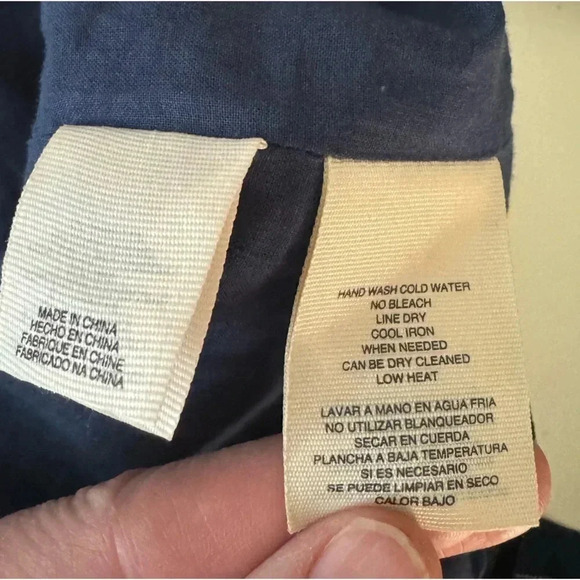 MADE IN CHINA
HECHO EN CHINA
FABRIQUE EN CHINE
FABRICADO NA CHINA
HAND WASH COLD WATER
NO BLEACH
LINE DRY
COOL IRON
WHEN NEEDED
CAN BE DRY CLEANED
LOW HEAT
LAVAR A MANO EN AGUA FRIA
NO UTILIZAR BLANQUEADOR
SECAR EN CUERDA
PLANCHA A BAJA TEMPERATURA
SI ES NECESARIO
SE PUEDE LIMPIAR EN SECO
CALOR BAJO